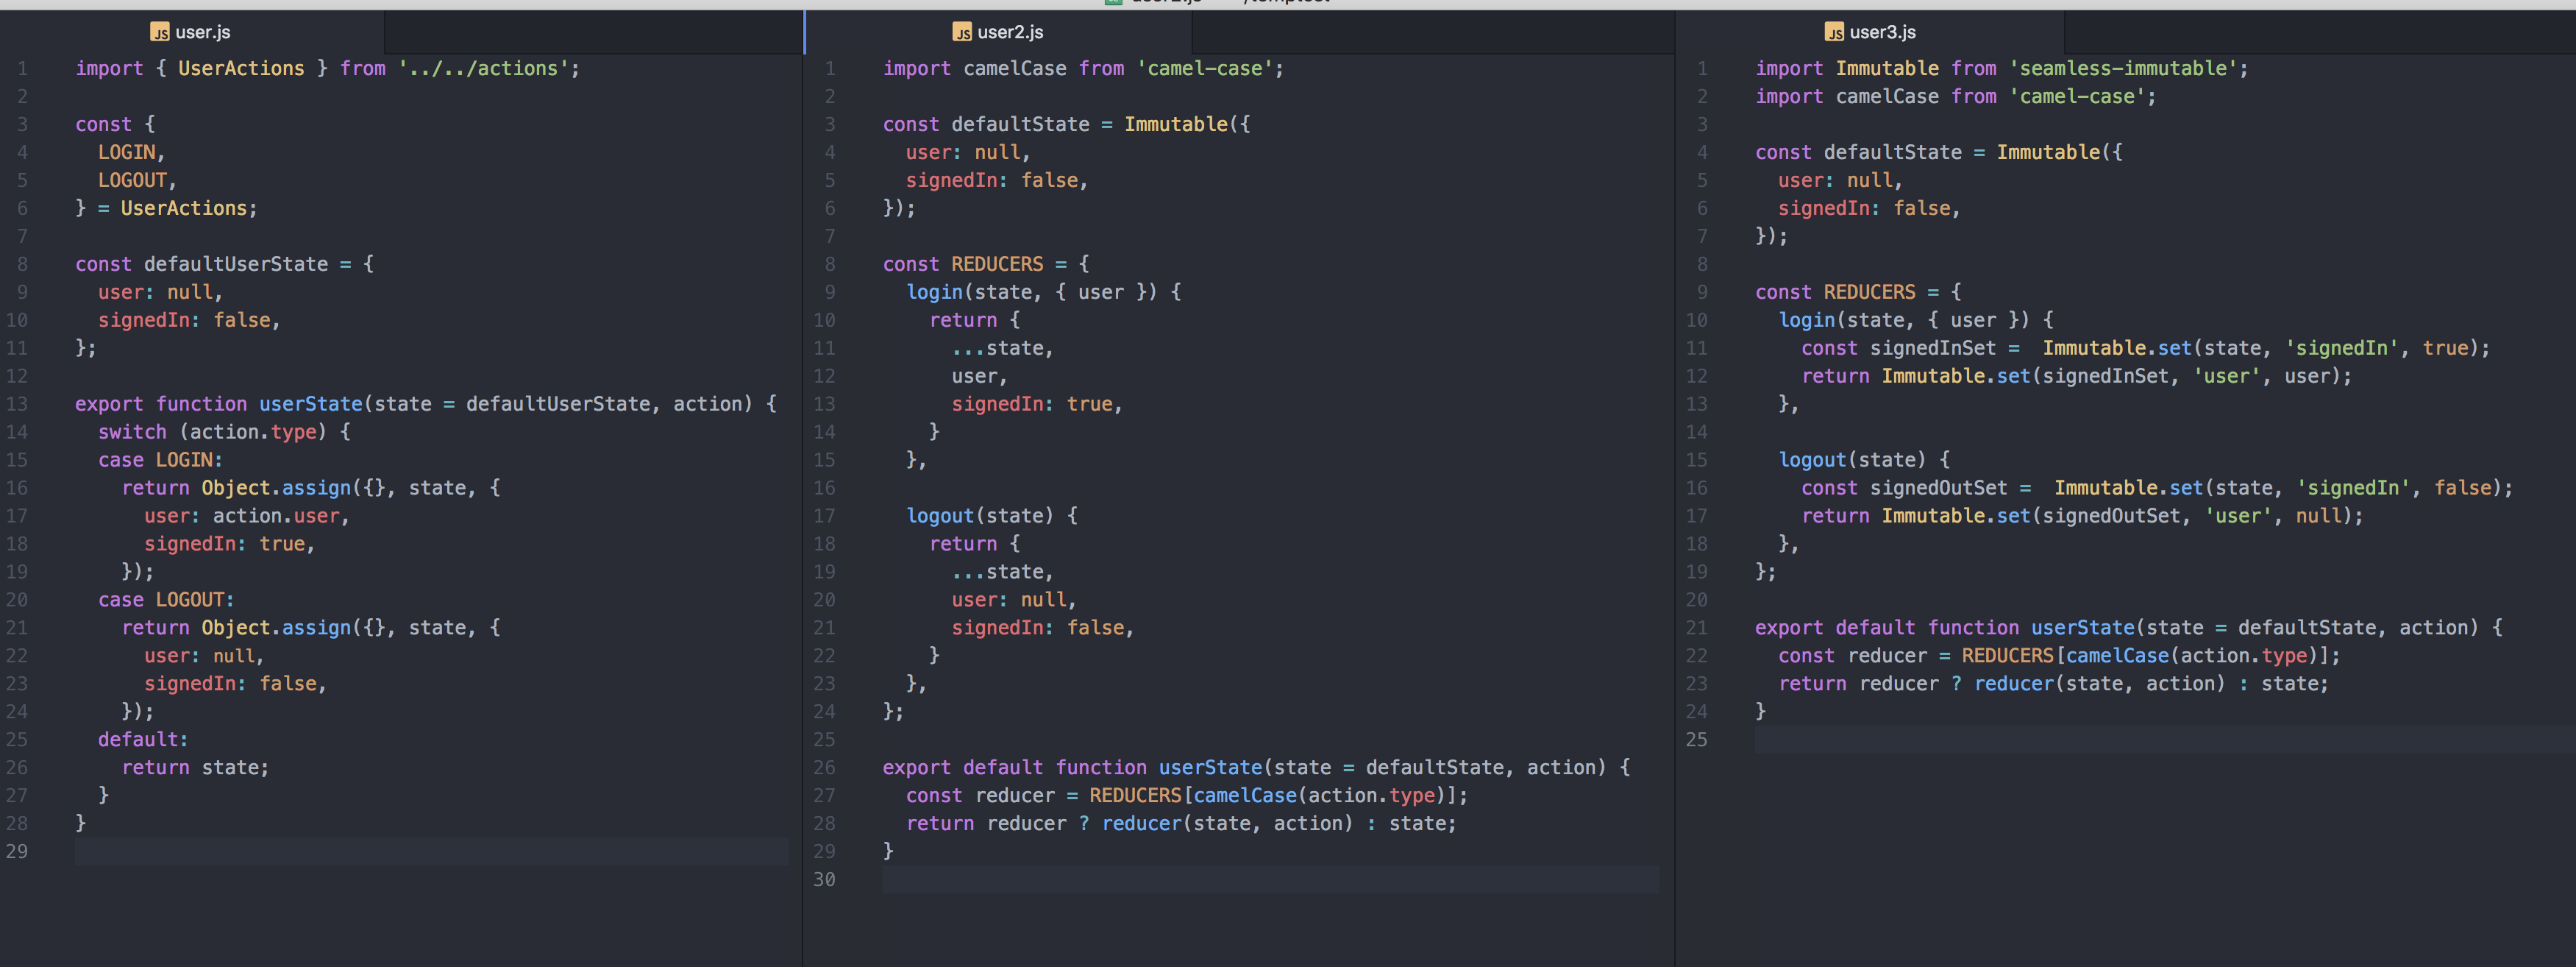 user.js
import { UserActions } from '../../actions';
const {
  LOGIN,
  LOGOUT,
} = UserActions;
const defaultUserState = {
  user: null,
  signedIn: false,
};
export function userState(state = defaultUserState, action) {
  switch (action.type) {
  case LOGIN:
    return Object.assign({}, state, {
      user: action.user,
      signedIn: true,
    });
  case LOGOUT:
    return Object.assign({}, state, {
      user: null,
      signedIn: false,
    });
  default:
    return state;
  }
}
1
2
3
4
5
6
7
8
9
10
11
12
13
14
15
16
17
18
19
20
21
22
23
24
25
26
27
28
29
user2.js
import camelCase from 'camel-case';
const defaultState = Immutable({
  user: null,
  signedIn: false,
});
const REDUCERS = {
  login(state, { user }) {
    return {
      ...state,
      user,
      signedIn: true,
    }
  },
  logout(state) {
    return {
      ...state,
      user: null,
      signedIn: false,
    }
  },
};
export default function userState(state = defaultState, action) {
  const reducer = REDUCERS[camelCase(action.type)];
  return reducer ? reducer(state, action) : state;
}
1
2
3
4
5
6
7
8
9
10
11
12
13
14
15
16
17
18
19
20
21
22
23
24
25
26
27
28
29
30
user3.js
import Immutable from 'seamless-immutable';
import camelCase from 'camel-case';
const defaultState = Immutable({
  user: null,
  signedIn: false,
});
const REDUCERS = {
  login(state, { user }) {
    const signedInSet =  Immutable.set(state, 'signedIn', true);
    return Immutable.set(signedInSet, 'user', user);
  },
  logout(state) {
    const signedOutSet =  Immutable.set(state, 'signedIn', false);
    return Immutable.set(signedOutSet, 'user', null);
  },
};
export default function userState(state = defaultState, action) {
  const reducer = REDUCERS[camelCase(action.type)];
  return reducer ? reducer(state, action) : state;
}
1
2
3
4
5
6
7
8
9
10
11
12
13
14
15
16
17
18
19
20
21
22
23
24
25